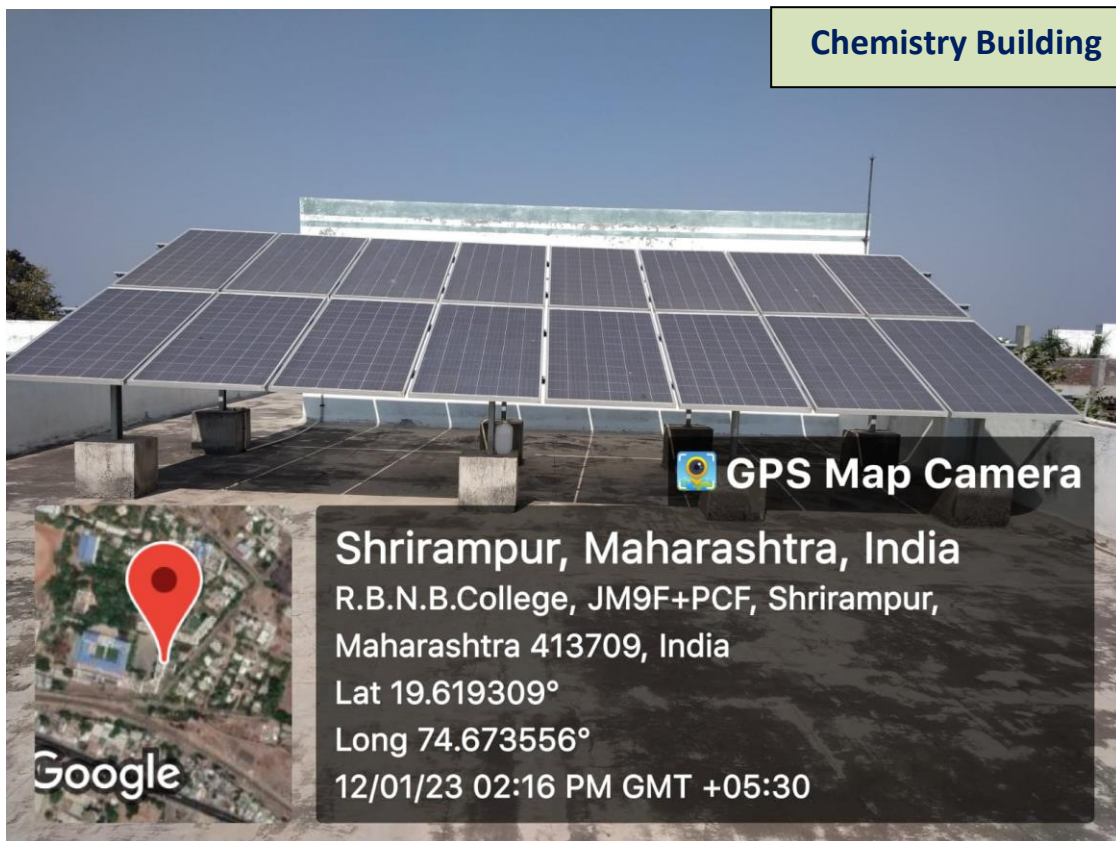 Chemistry Building
GPS Map Camera
Shrirampur, Maharashtra, India
R.B.N.B.College, JM9F+PCF, Shrirampur,
Maharashtra 413709, India
Lat 19.619309°
Long 74.673556°
12/01/23 02:16 PM GMT +05:30
Google